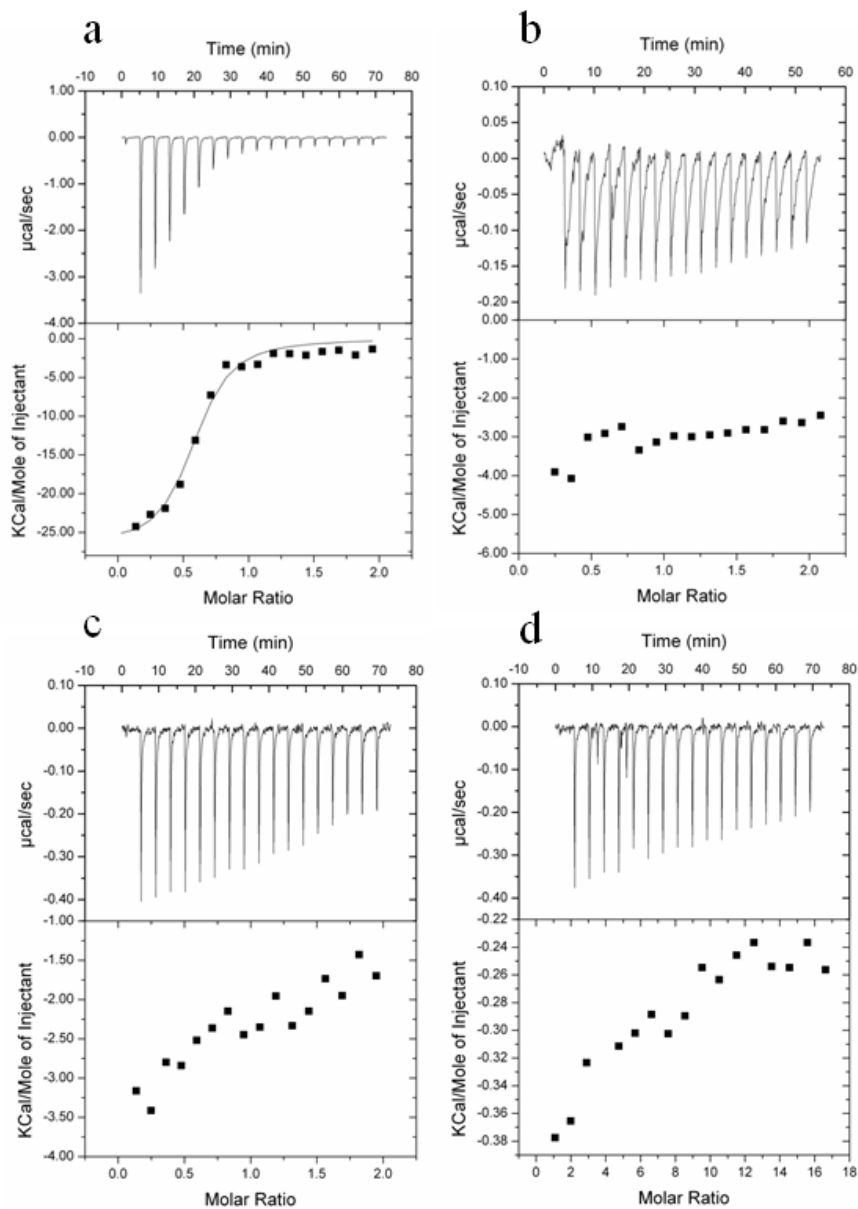 a
Time (min)
-10 0 10 20 30 40 50 60 70 80
1.00
0.00
-1.00
-2.00
-3.00
-4.00
µcal/sec
0.00
-5.00
-10.00
-15.00
-20.00
-25.00
KCal/Mole of Injectant
0.0 0.5 1.0 1.5 2.0
Molar Ratio
b
Time (min)
0 10 20 30 40 50 60
0.10
0.05
0.00
-0.05
-0.10
-0.15
-0.20
µcal/sec
0.00
-1.00
-2.00
-3.00
-4.00
-5.00
-6.00
KCal/Mole of Injectant
0.0 0.5 1.0 1.5 2.0
Molar Ratio
c
Time (min)
-10 0 10 20 30 40 50 60 70 80
0.10
0.00
-0.10
-0.20
-0.30
-0.40
µcal/sec
-1.00
-1.50
-2.00
-2.50
-3.00
-3.50
-4.00
KCal/Mole of Injectant
0.0 0.5 1.0 1.5 2.0
Molar Ratio
d
Time (min)
-10 0 10 20 30 40 50 60 70 80
0.10
0.00
-0.10
-0.20
-0.30
-0.40
µcal/sec
-0.22
-0.24
-0.26
-0.28
-0.30
-0.32
-0.34
-0.36
-0.38
KCal/Mole of Injectant
0 2 4 6 8 10 12 14 16 18
Molar Ratio